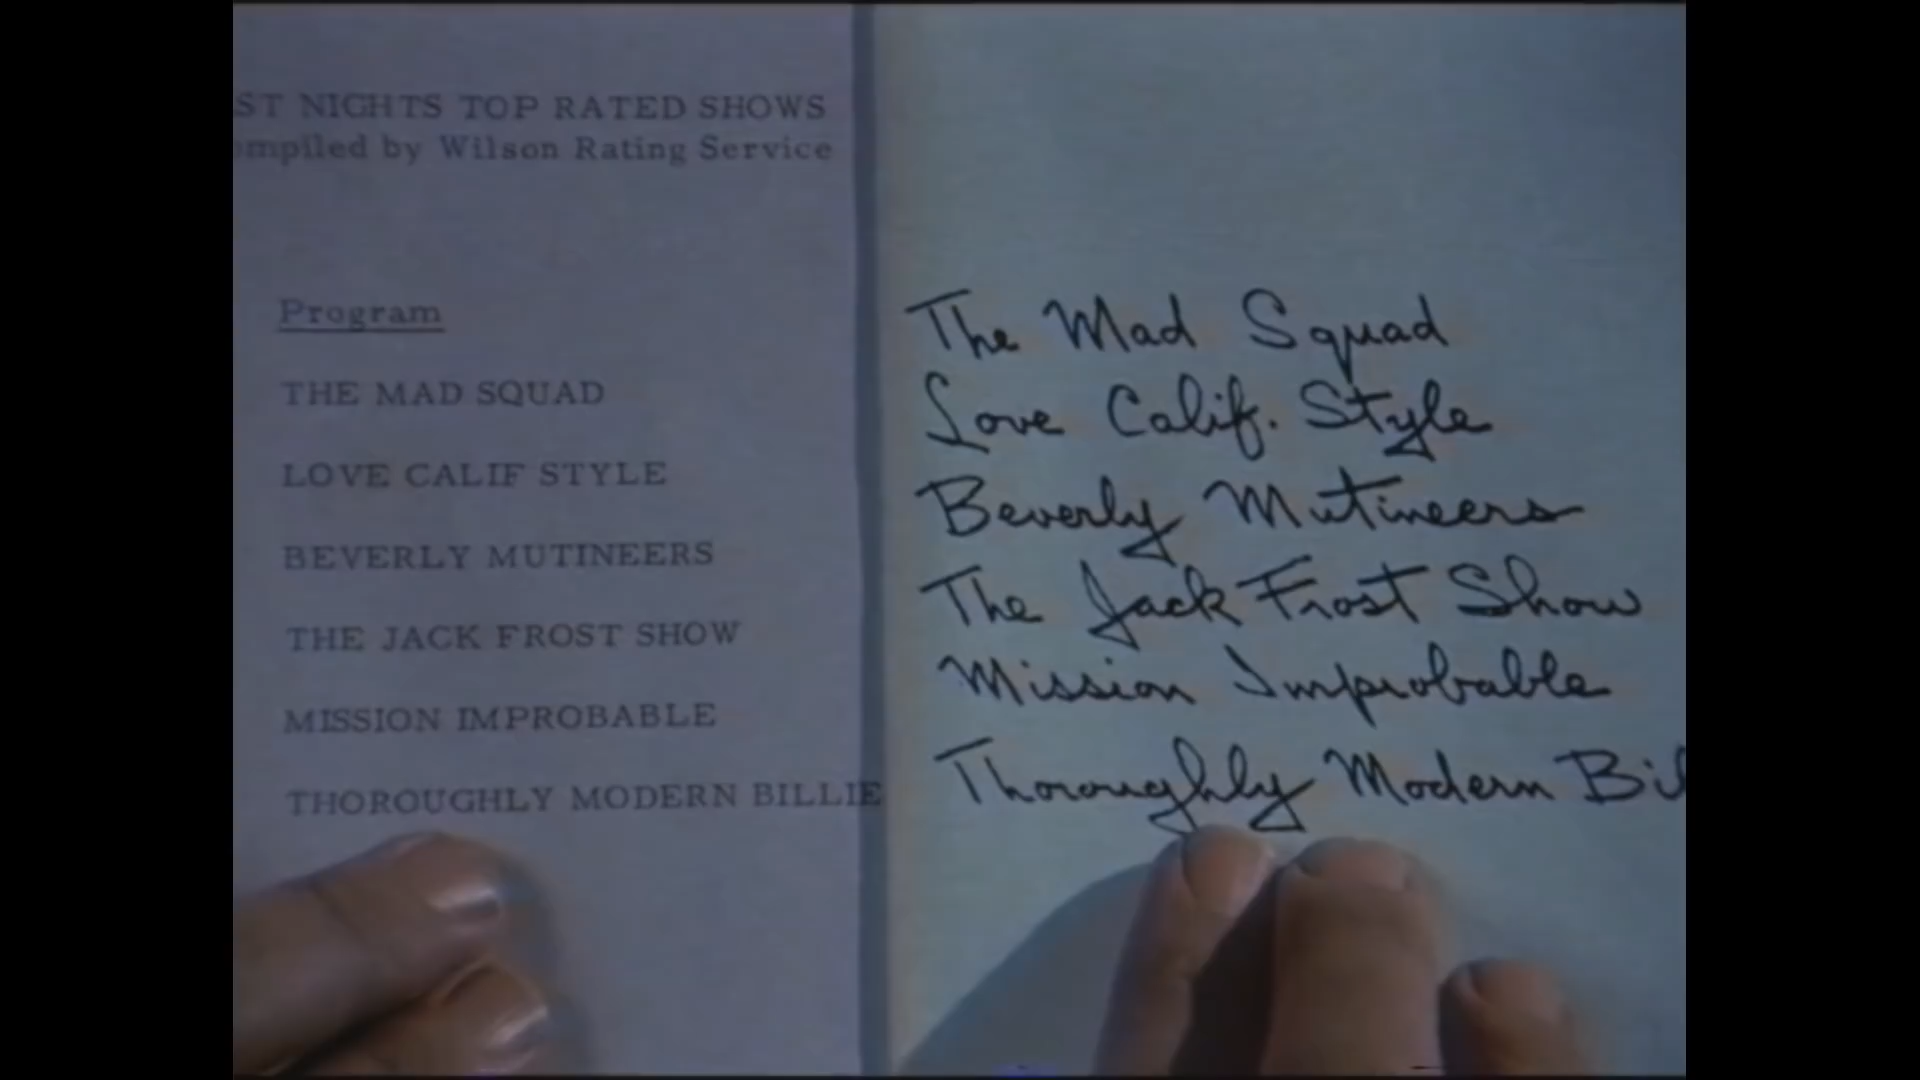 ST NIGHTS TOP RATED SHOWS
ompiled by Wilson Rating Service
Program
THE MAD SQUAD
LOVE CALIF STYLE
BEVERLY MUTINEERS
THE JACK FROST SHOW
MISSION IMPROBABLE
THOROUGHLY MODERN BILLIE
The Mad Squad
Love Calif. Style
Beverly Mutineers
The Jack Frost Show
Mission Improbable
Thoroughly Modern Bil